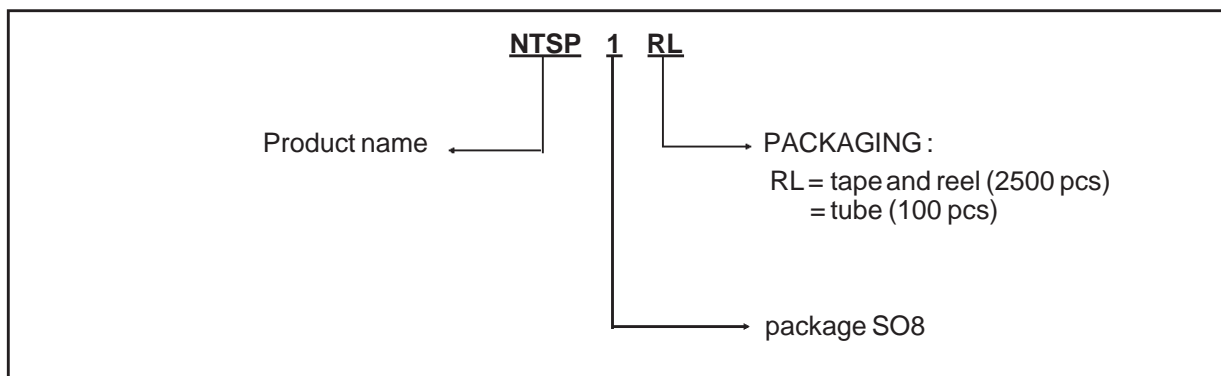 NTSP 1 RL
Product name
PACKAGING :
RL = tape and reel (2500 pcs)
= tube (100 pcs)
package SO8